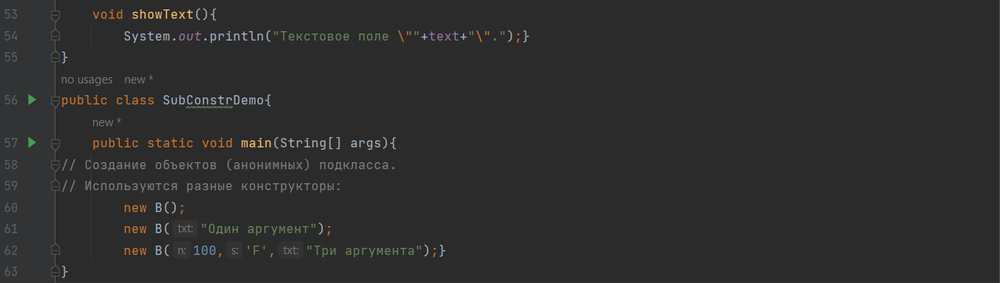 53 void showText(){
54 System.out.println("Текстовое поле \""+text+"\".");}
55 }
no usages new *
56 public class SubConstrDemo{
new *
57 public static void main(String[] args){
58 // Создание объектов (анонимных) подкласса.
59 // Используются разные конструкторы:
60 new B();
61 new B( txt: "Один аргумент");
62 new B( n: 100, s: 'F', txt: "Три аргумента");}
63 }